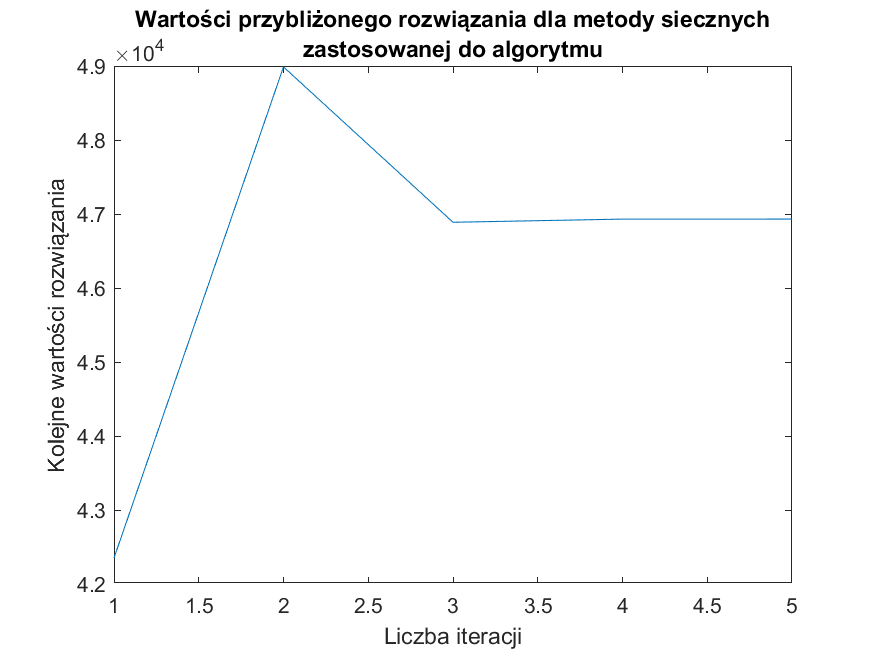 Wartości przybliżonego rozwiązania dla metody siecznych
zastosowanej do algorytmu
×10⁴
4.9
4.8
4.7
4.6
4.5
4.4
4.3
4.2
Kolejne wartości rozwiązania
1 1.5 2 2.5 3 3.5 4 4.5 5
Liczba iteracji